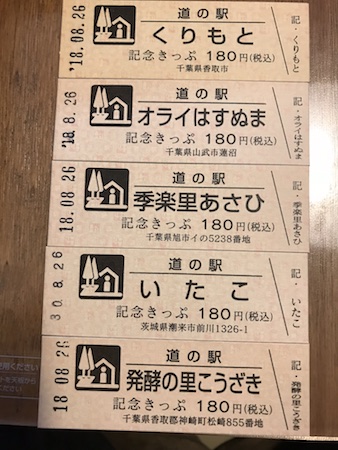 '18.08.26
道の駅
くりもと
記念きっぷ 180円(税込)
千葉県香取市
記・くりもと
18.8.26
道の駅
オライはすぬま
記念きっぷ 180円(税込)
千葉県山武市蓮沼
記・オライはすぬま
18.08.26
道の駅
季楽里あさひ
記念きっぷ 180円(税込)
千葉県旭市イの5238番地
記・季楽里あさひ
30.8.26
道の駅
いたこ
記念きっぷ 180円(税込)
茨城県潮来市前川1326-1
記・いたこ
18.08.26
道の駅
発酵の里こうざき
記念きっぷ 180円(税込)
千葉県香取郡神崎町松崎855番地
記・発酵の里こうざき